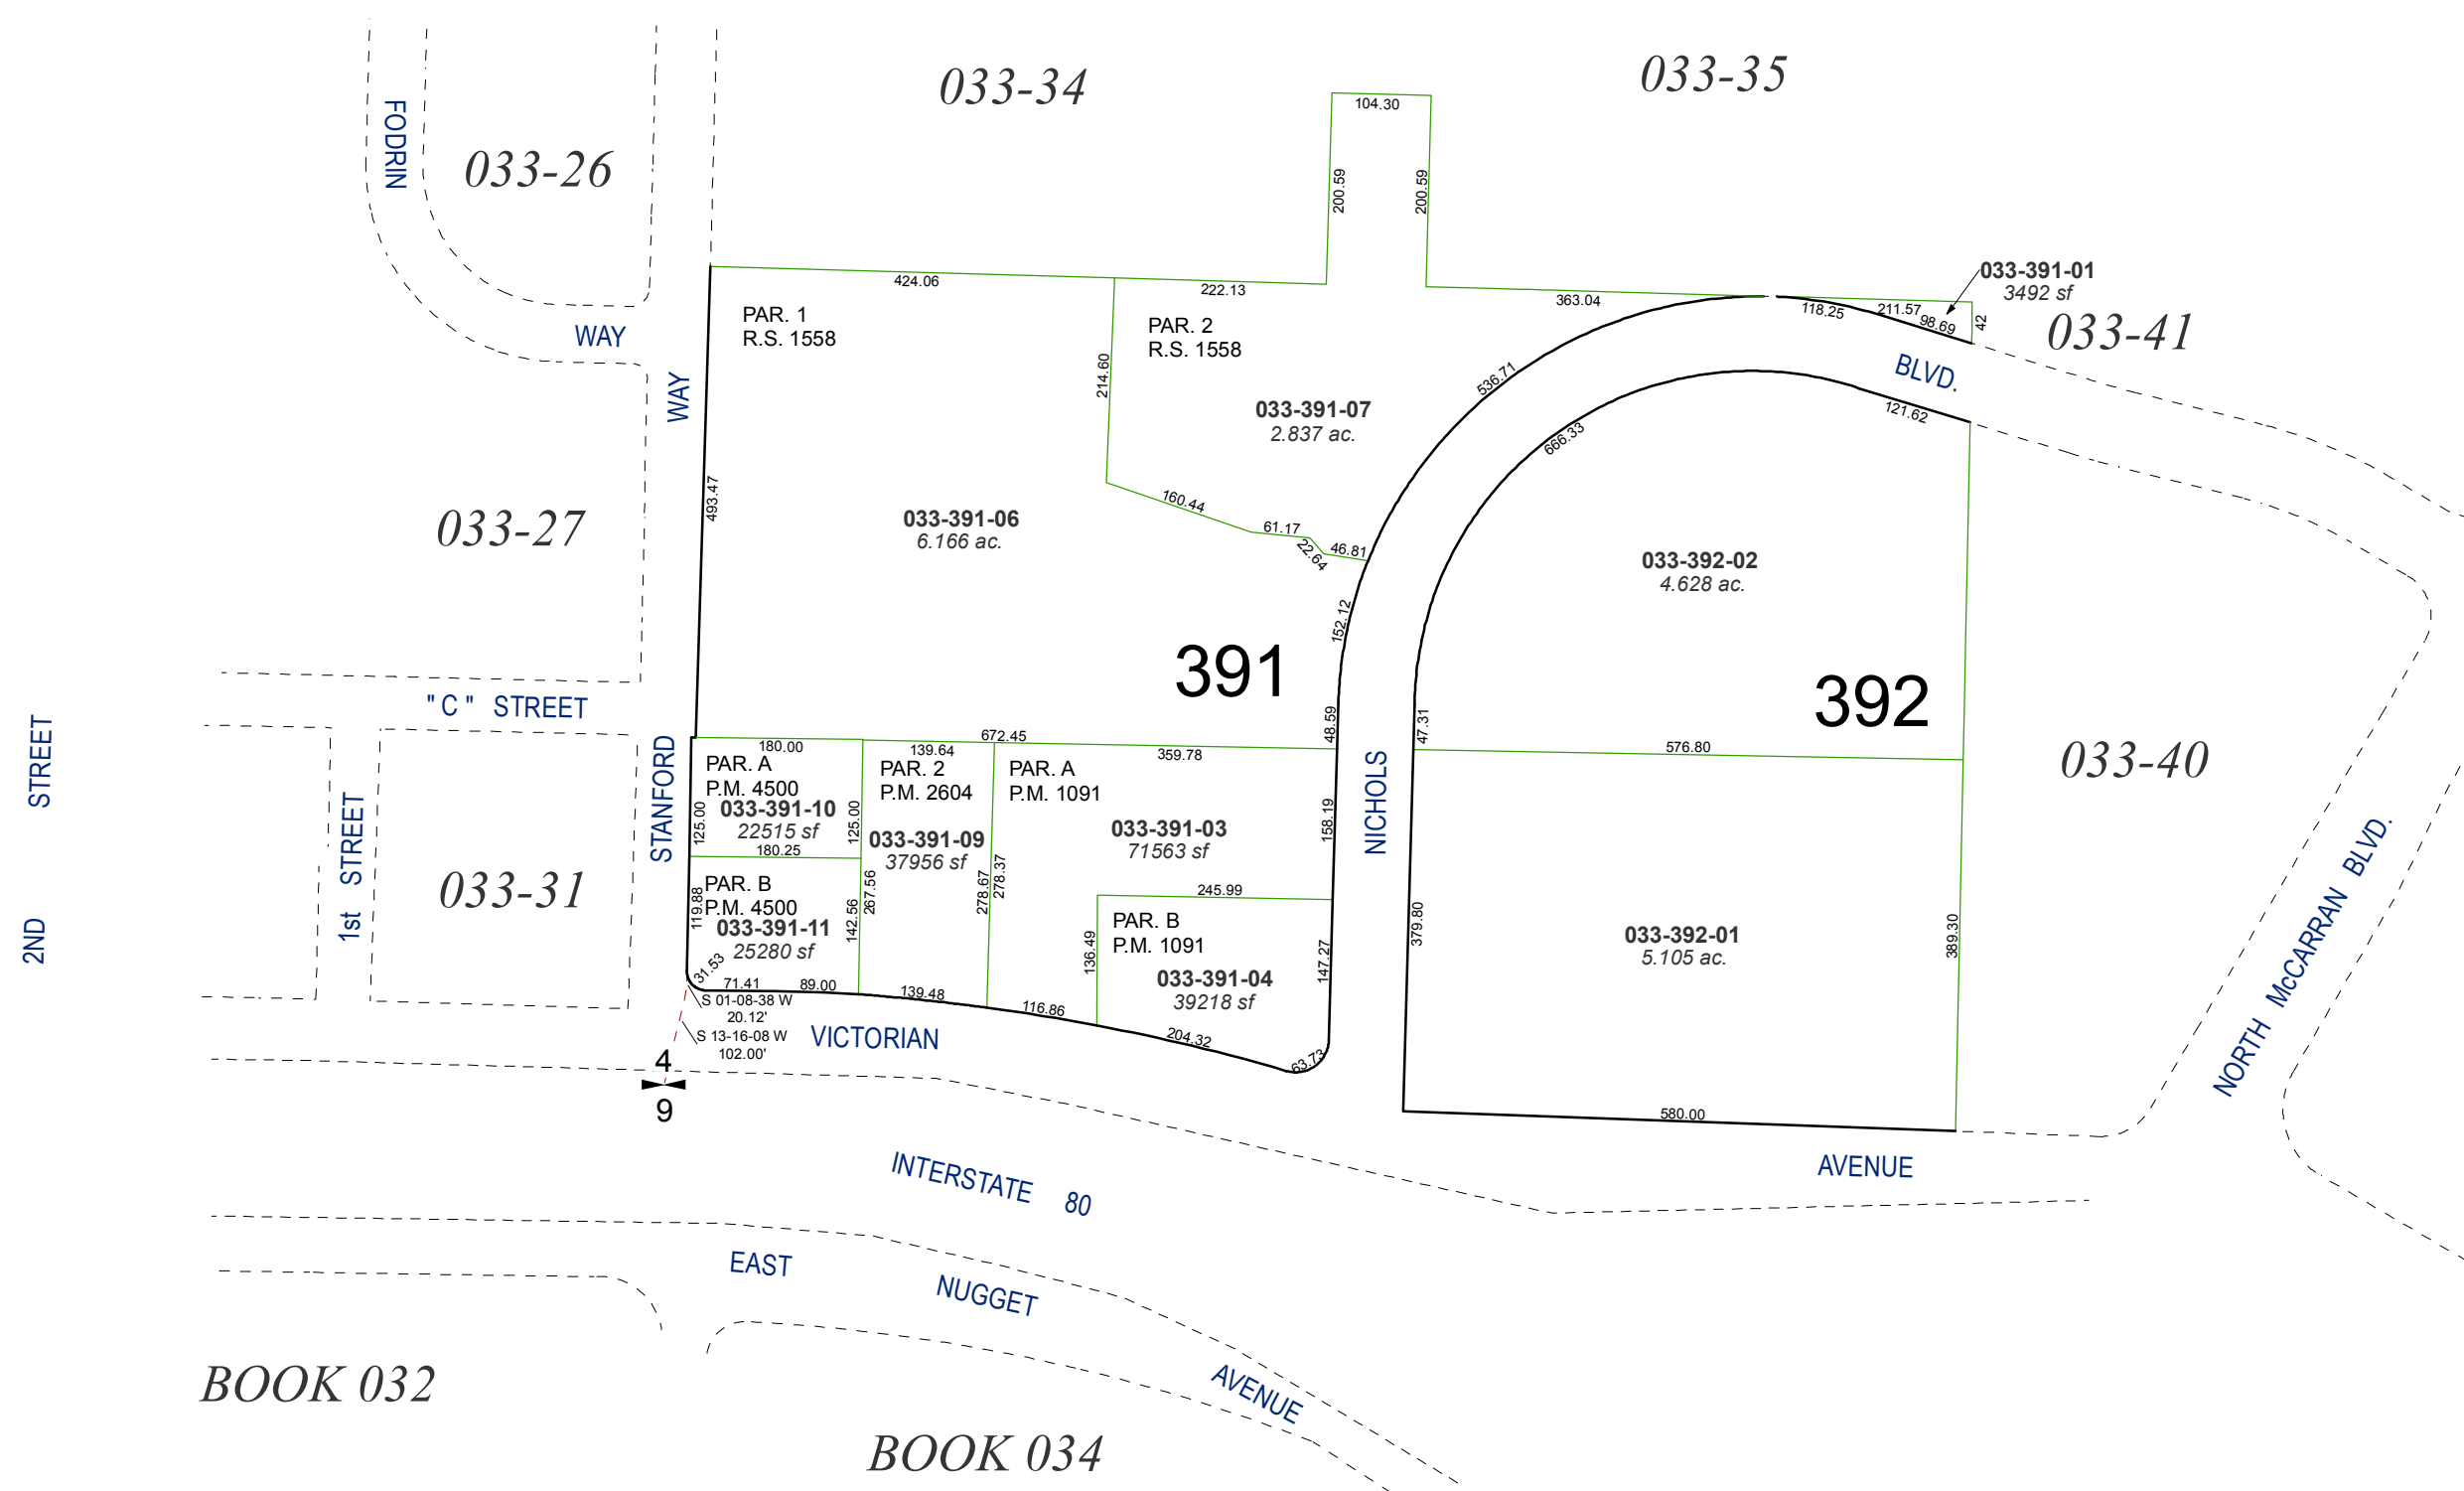 033-34
033-35
104.30
200.59
200.59
FODRIN
033-26
WAY
424.06
222.13
363.04
033-391-01
3492 sf
118.25
211.57
98.69
42
033-41
BLVD.
121.62
PAR. 1
R.S. 1558
PAR. 2
R.S. 1558
214.60
033-391-07
2.837 ac.
536.71
666.33
WAY
493.47
033-27
033-391-06
6.166 ac.
160.44
61.17
22.64
46.81
033-392-02
4.628 ac.
152.12
391
392
48.59
47.31
"C" STREET
672.45
180.00
139.64
359.78
576.80
033-40
2ND STREET
1st STREET
STANFORD
NICHOLS
PAR. A
P.M. 4500
033-391-10
22515 sf
125.00
125.00
180.25
PAR. 2
P.M. 2604
033-391-09
37956 sf
PAR. A
P.M. 1091
033-391-03
71563 sf
158.19
033-31
PAR. B
P.M. 4500
033-391-11
25280 sf
119.88
142.56
267.56
278.67
278.37
245.99
PAR. B
P.M. 1091
033-391-04
39218 sf
136.49
147.27
379.80
033-392-01
5.105 ac.
389.30
NORTH McCARRAN BLVD.
31.53
71.41
89.00
139.48
116.86
204.32
63.73
S 01-08-38 W
20.12'
S 13-16-08 W
102.00'
VICTORIAN
4
9
580.00
AVENUE
INTERSTATE 80
EAST
NUGGET
AVENUE
BOOK 032
BOOK 034